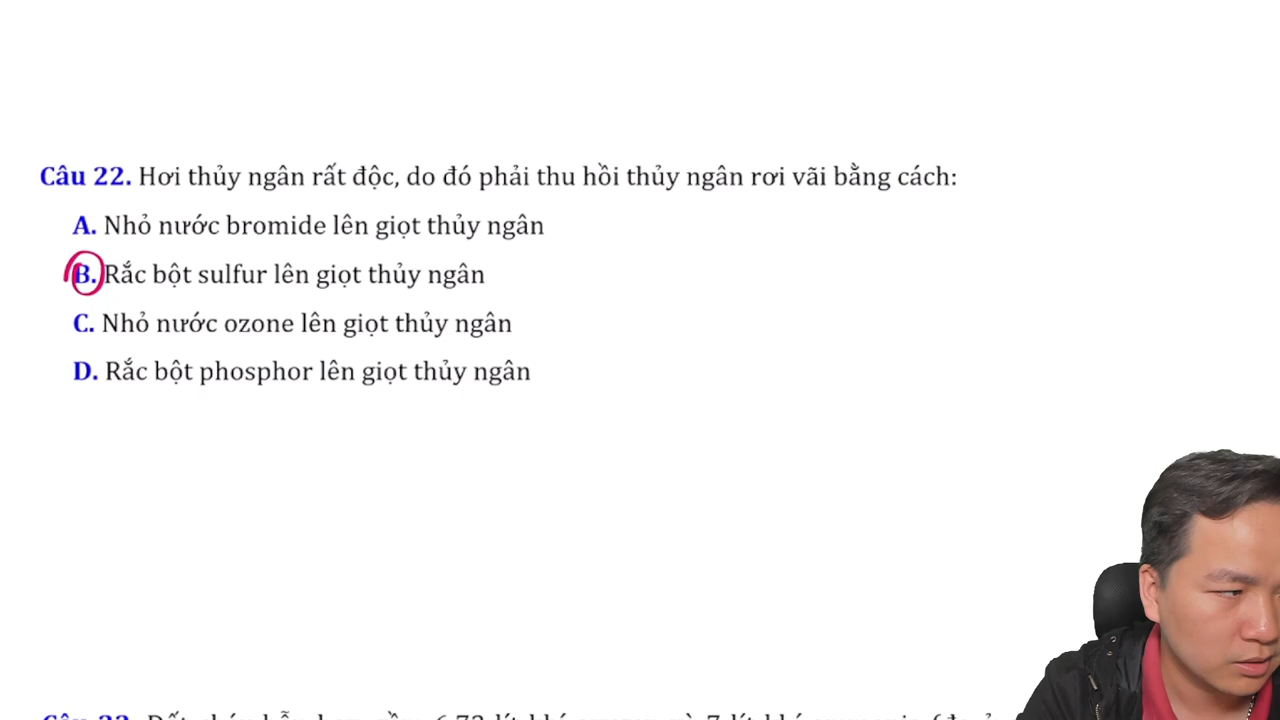 Câu 22. Hơi thủy ngân rất độc, do đó phải thu hồi thủy ngân rơi vãi bằng cách:
A. Nhỏ nước bromide lên giọt thủy ngân
B. Rắc bột sulfur lên giọt thủy ngân
C. Nhỏ nước ozone lên giọt thủy ngân
D. Rắc bột phosphor lên giọt thủy ngân